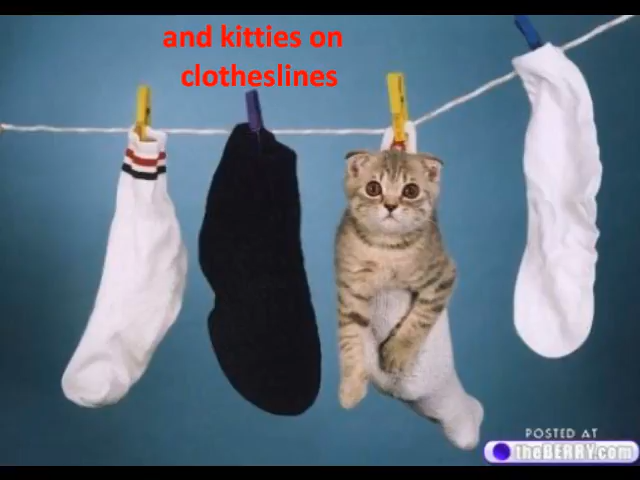 and kitties on
clotheslines
POSTED AT
theBERRY.com